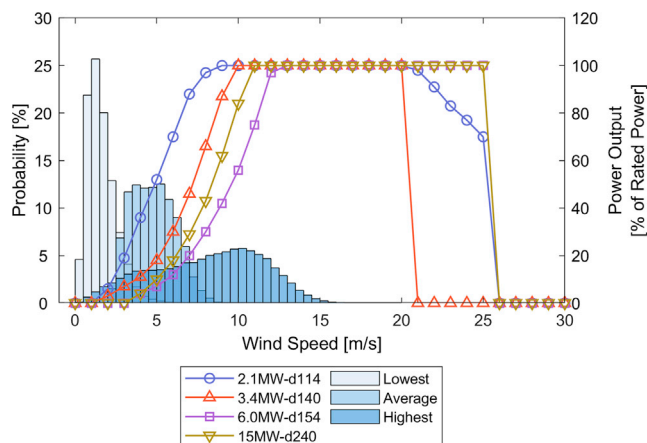 30
25
20
15
10
5
0
Probability [%]
120
100
80
60
40
20
0
Power Output
[% of Rated Power]
0 5 10 15 20 25 30
Wind Speed [m/s]
2.1MW-d114 Lowest
3.4MW-d140 Average
6.0MW-d154 Highest
15MW-d240